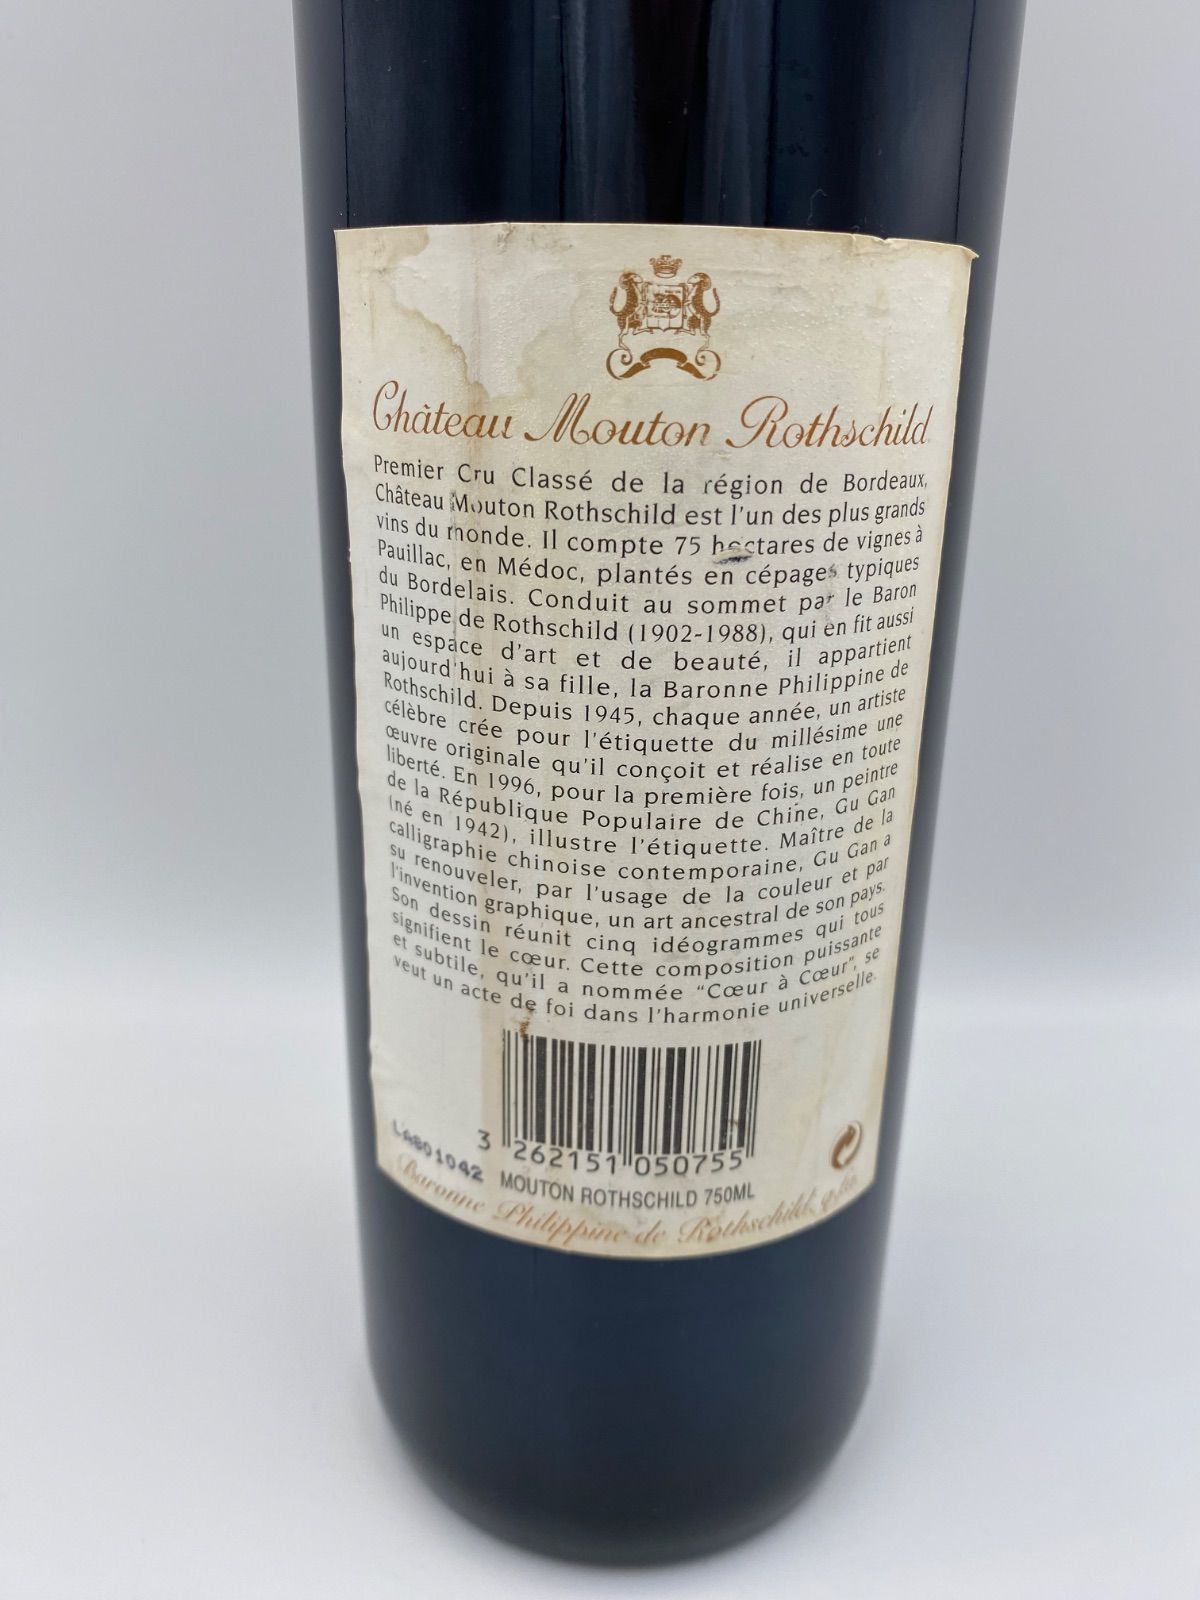 Château Mouton Rothschild
Premier Cru Classé de la région de Bordeaux,
Château Mouton Rothschild est l'un des plus grands
vins du monde. Il compte 75 hectares de vignes à
Pauillac, en Médoc, plantés en cépages typiques
du Bordelais. Conduit au sommet par le Baron
Philippe de Rothschild (1902-1988), qui en fit aussi
un espace d'art et de beauté, il appartient
aujourd'hui à sa fille, la Baronne Philippine de
Rothschild. Depuis 1945, chaque année, un artiste
célèbre crée pour l'étiquette du millésime une
œuvre originale qu'il conçoit et réalise en toute
liberté. En 1996, pour la première fois, un peintre
de la République Populaire de Chine, Gu Gan
(né en 1942), illustre l'étiquette. Maître de la
calligraphie chinoise contemporaine, Gu Gan a
su renouveler, par l'usage de la couleur et par
l'invention graphique, un art ancestral de son pays.
Son dessin réunit cinq idéogrammes qui tous
signifient le cœur. Cette composition puissante
et subtile, qu'il a nommée "Cœur à Cœur", se
veut un acte de foi dans l'harmonie universelle.
3 262151 050755
LAB01042 MOUTON ROTHSCHILD 750ML
Baronne Philippine de Rothschild, g.f.a.